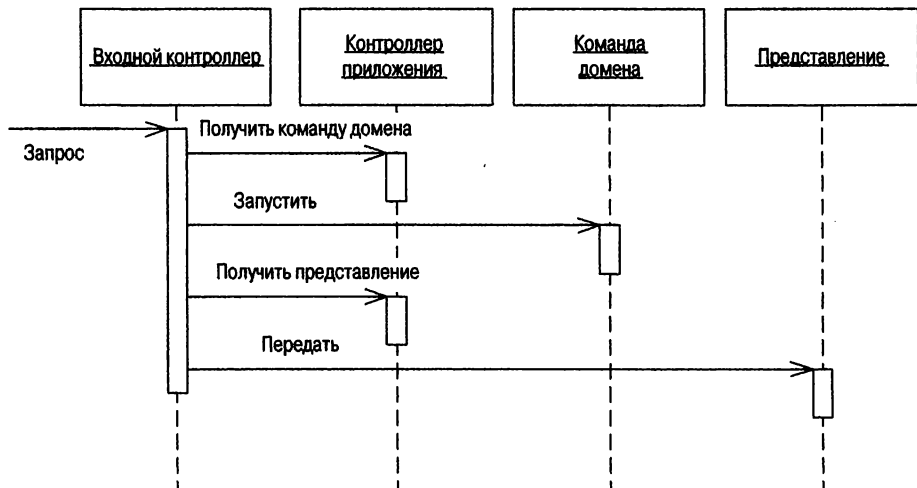 Входной контроллер
Контроллер
приложения
Команда
домена
Представление
Запрос
Получить команду домена
Запустить
Получить представление
Передать